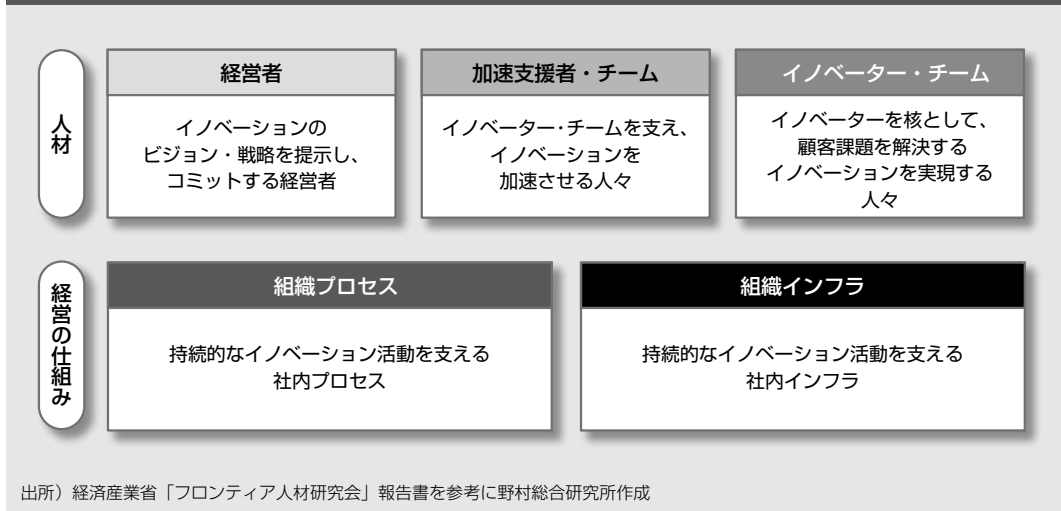 人材
経営者
イノベーションの
ビジョン・戦略を提示し、
コミットする経営者
加速支援者・チーム
イノベーター・チームを支え、
イノベーションを
加速させる人々
イノベーター・チーム
イノベーターを核として、
顧客課題を解決する
イノベーションを実現する
人々
経営の仕組み
組織プロセス
持続的なイノベーション活動を支える
社内プロセス
組織インフラ
持続的なイノベーション活動を支える
社内インフラ
出所）経済産業省「フロンティア人材研究会」報告書を参考に野村総合研究所作成